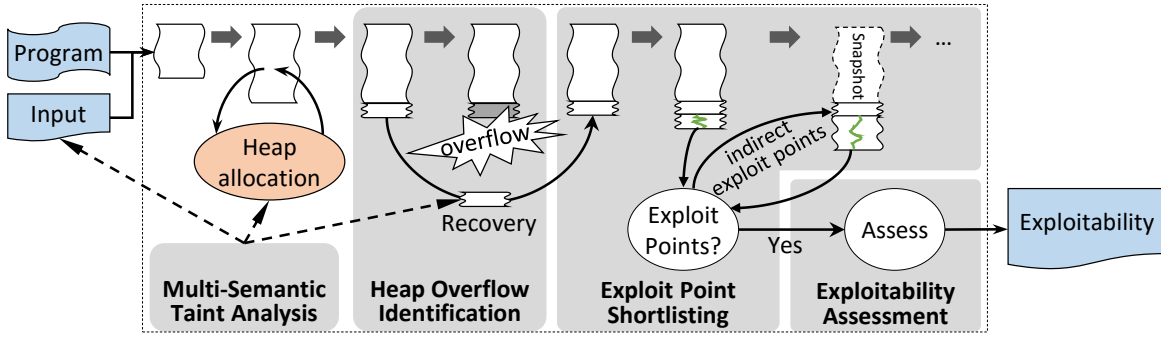 Program
Input
Heap
allocation
overflow
Recovery
Snapshot
...
indirect
exploit points
Exploit
Points?
Yes
Assess
Exploitability
Multi-Semantic
Taint Analysis
Heap Overflow
Identification
Exploit Point
Shortlisting
Exploitability
Assessment